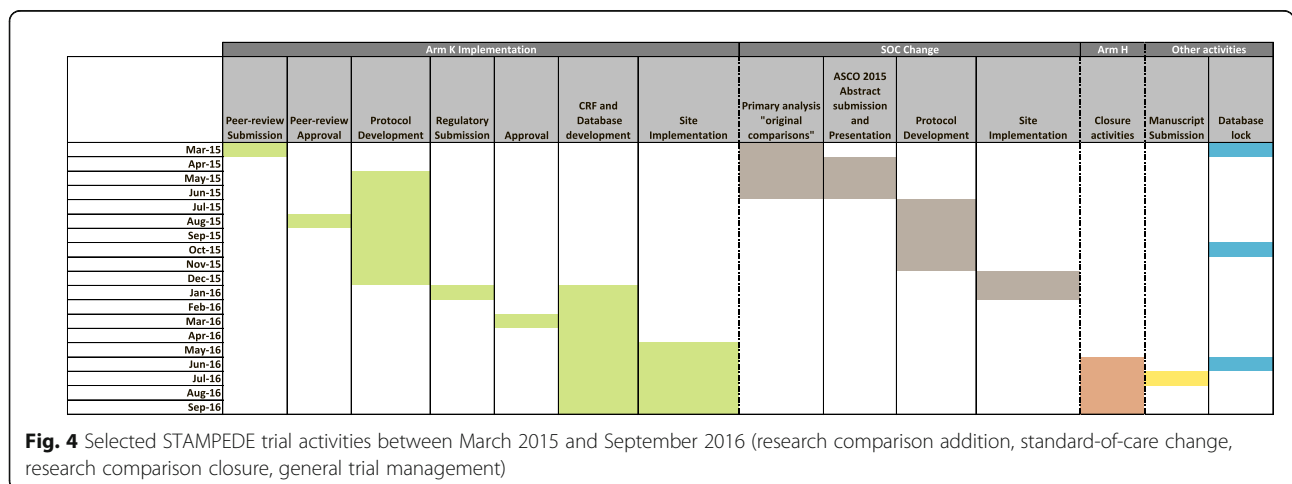 Arm K Implementation SOC Change Arm H Other activities
Peer-review Submission Peer-review Approval Protocol Development Regulatory Submission Approval CRF and Database development Site Implementation Primary analysis "original comparisons" ASCO 2015 Abstract submission and Presentation Protocol Development Site Implementation Closure activities Manuscript Submission Database lock
Mar-15
Apr-15
May-15
Jun-15
Jul-15
Aug-15
Sep-15
Oct-15
Nov-15
Dec-15
Jan-16
Feb-16
Mar-16
Apr-16
May-16
Jun-16
Jul-16
Aug-16
Sep-16
Fig. 4 Selected STAMPEDE trial activities between March 2015 and September 2016 (research comparison addition, standard-of-care change,
research comparison closure, general trial management)